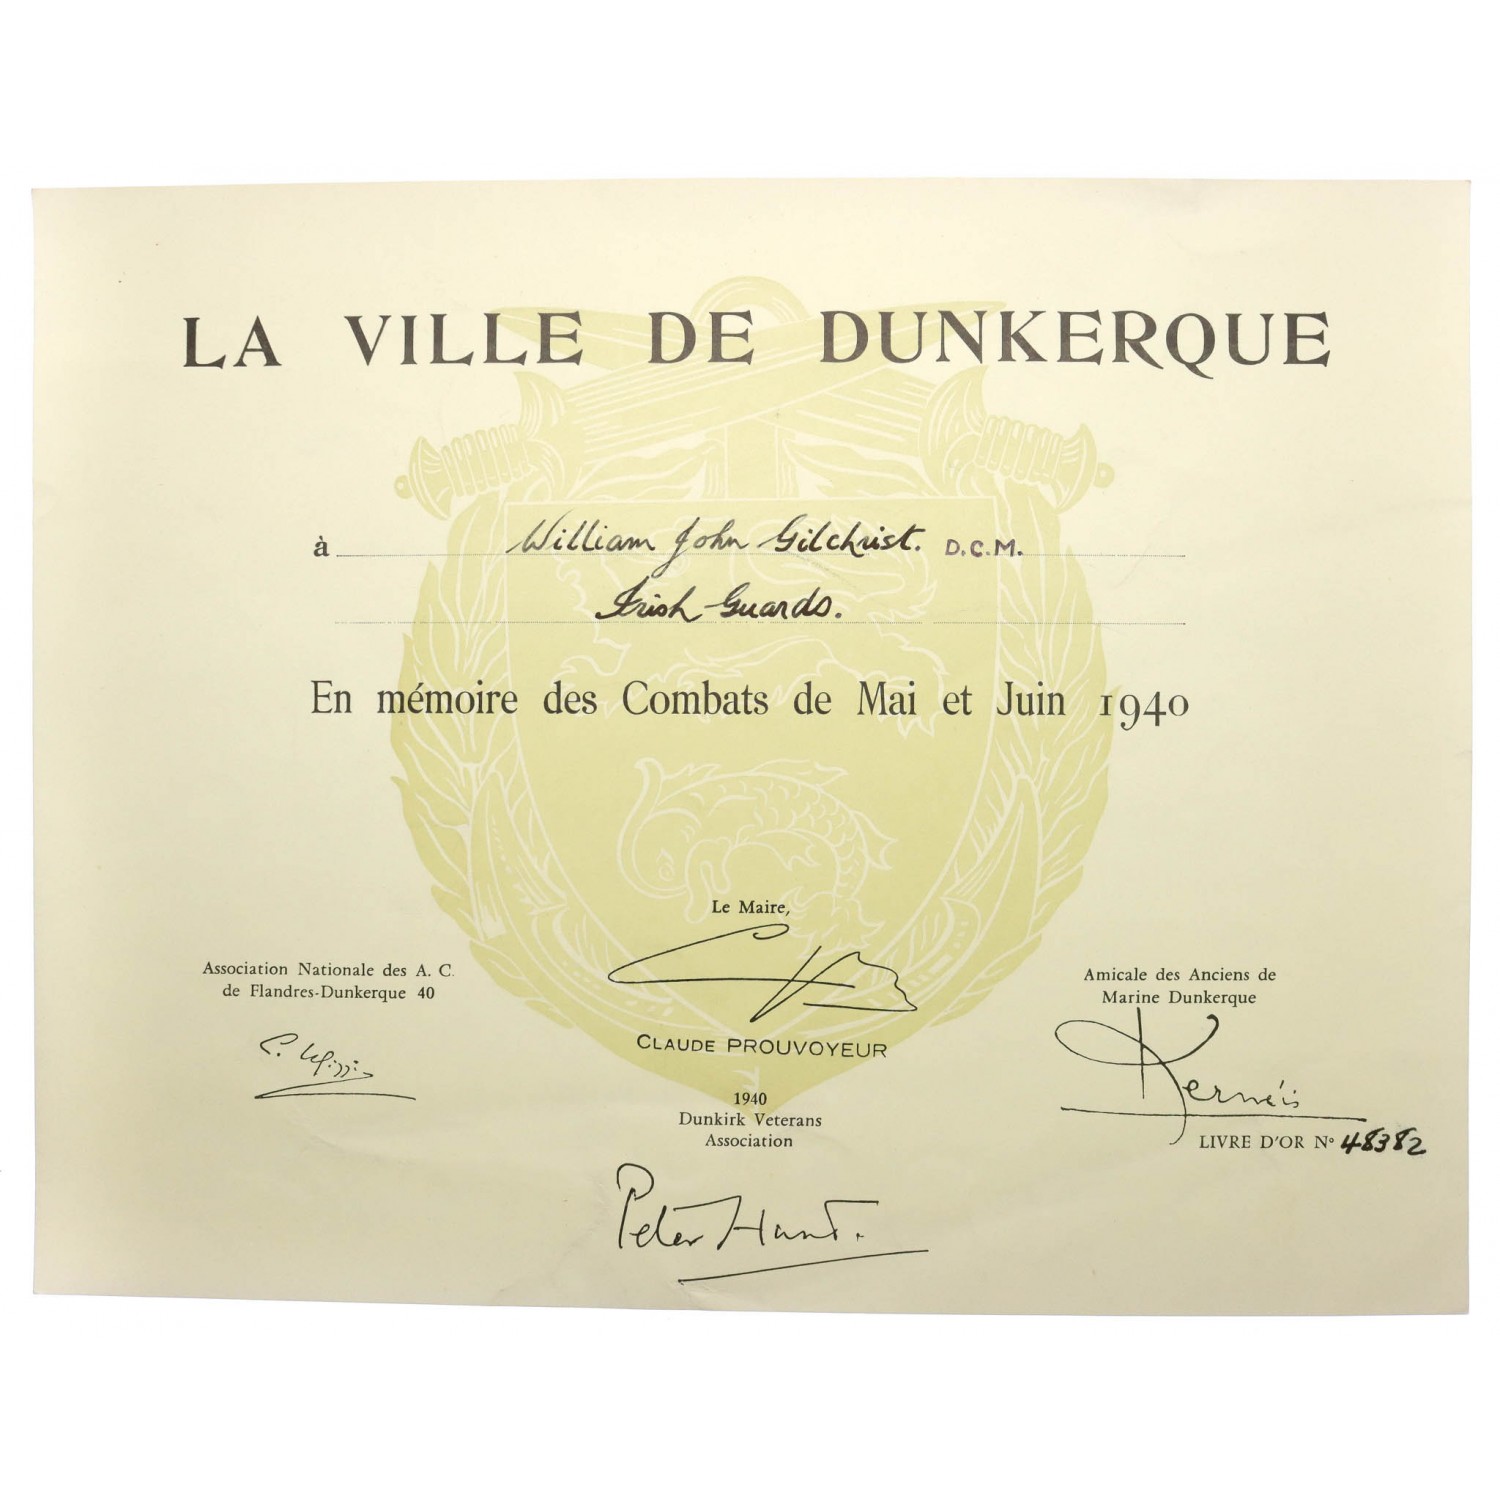 LA VILLE DE DUNKERQUE
à William John Gilchrist. D.C.M.
Irish Guards.
En mémoire des Combats de Mai et Juin 1940
Le Maire,
CLAUDE PROUVOYEUR
Association Nationale des A. C.
de Flandres-Dunkerque 40
Amicale des Anciens de
Marine Dunkerque
Kernéis
LIVRE D'OR Nº 48382
1940
Dunkirk Veterans
Association
Peter Hunt.